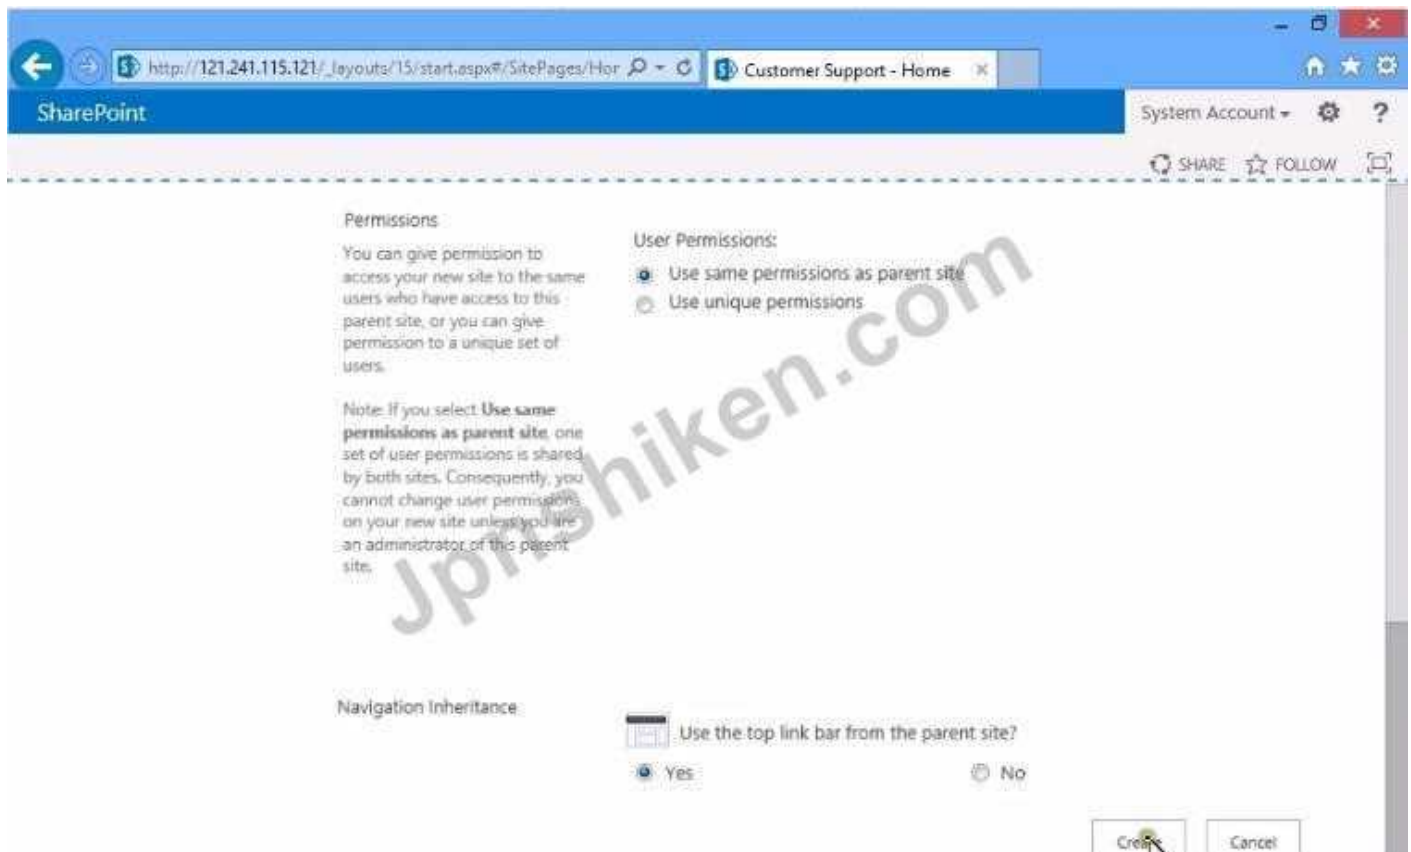 http://121.241.115.121/_layouts/15/start.aspx#/SitePages/Hor
Customer Support - Home
SharePoint
System Account
?
SHARE
FOLLOW
Permissions
You can give permission to
access your new site to the same
users who have access to this
parent site, or you can give
permission to a unique set of
users.
Note: If you select Use same
permissions as parent site, one
set of user permissions is shared
by both sites. Consequently, you
cannot change user permissions
on your new site unless you are
an administrator of this parent
site.
User Permissions:
Use same permissions as parent site
Use unique permissions
Jpnshiken.com
Navigation Inheritance
Use the top link bar from the parent site?
Yes
No
Create
Cancel